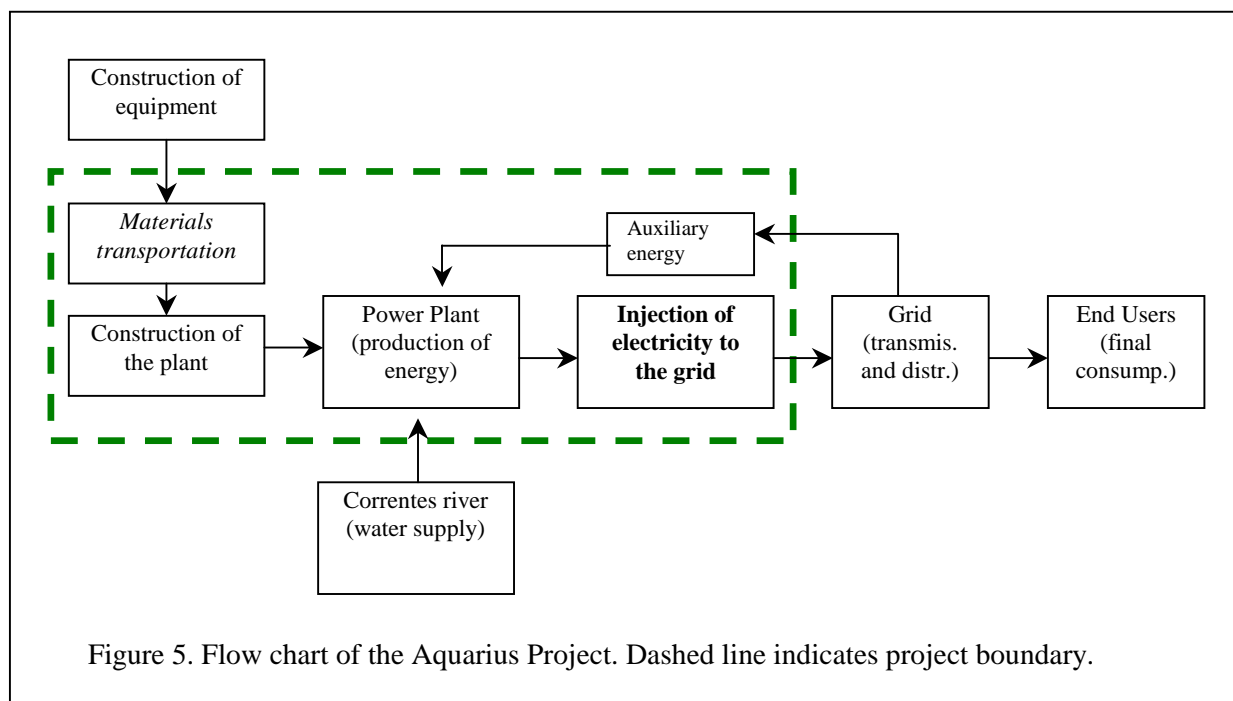 Construction of
equipment
Materials
transportation
Auxiliary
energy
Construction of
the plant
Power Plant
(production of
energy)
Injection of
electricity to
the grid
Grid
(transmis.
and distr.)
End Users
(final
consump.)
Correntes river
(water supply)
Figure 5. Flow chart of the Aquarius Project. Dashed line indicates project boundary.